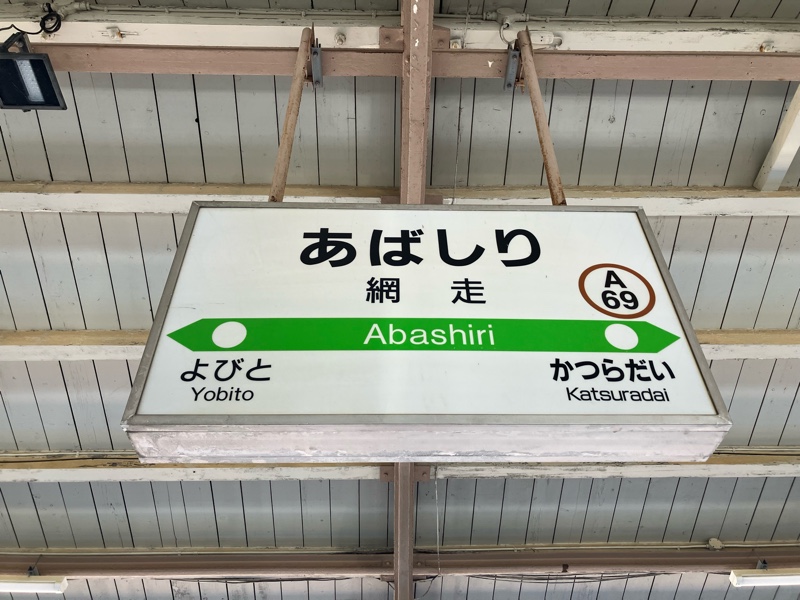 あばしり
網走
A
69
Abashiri
よびと
Yobito
かつらだい
Katsuradai